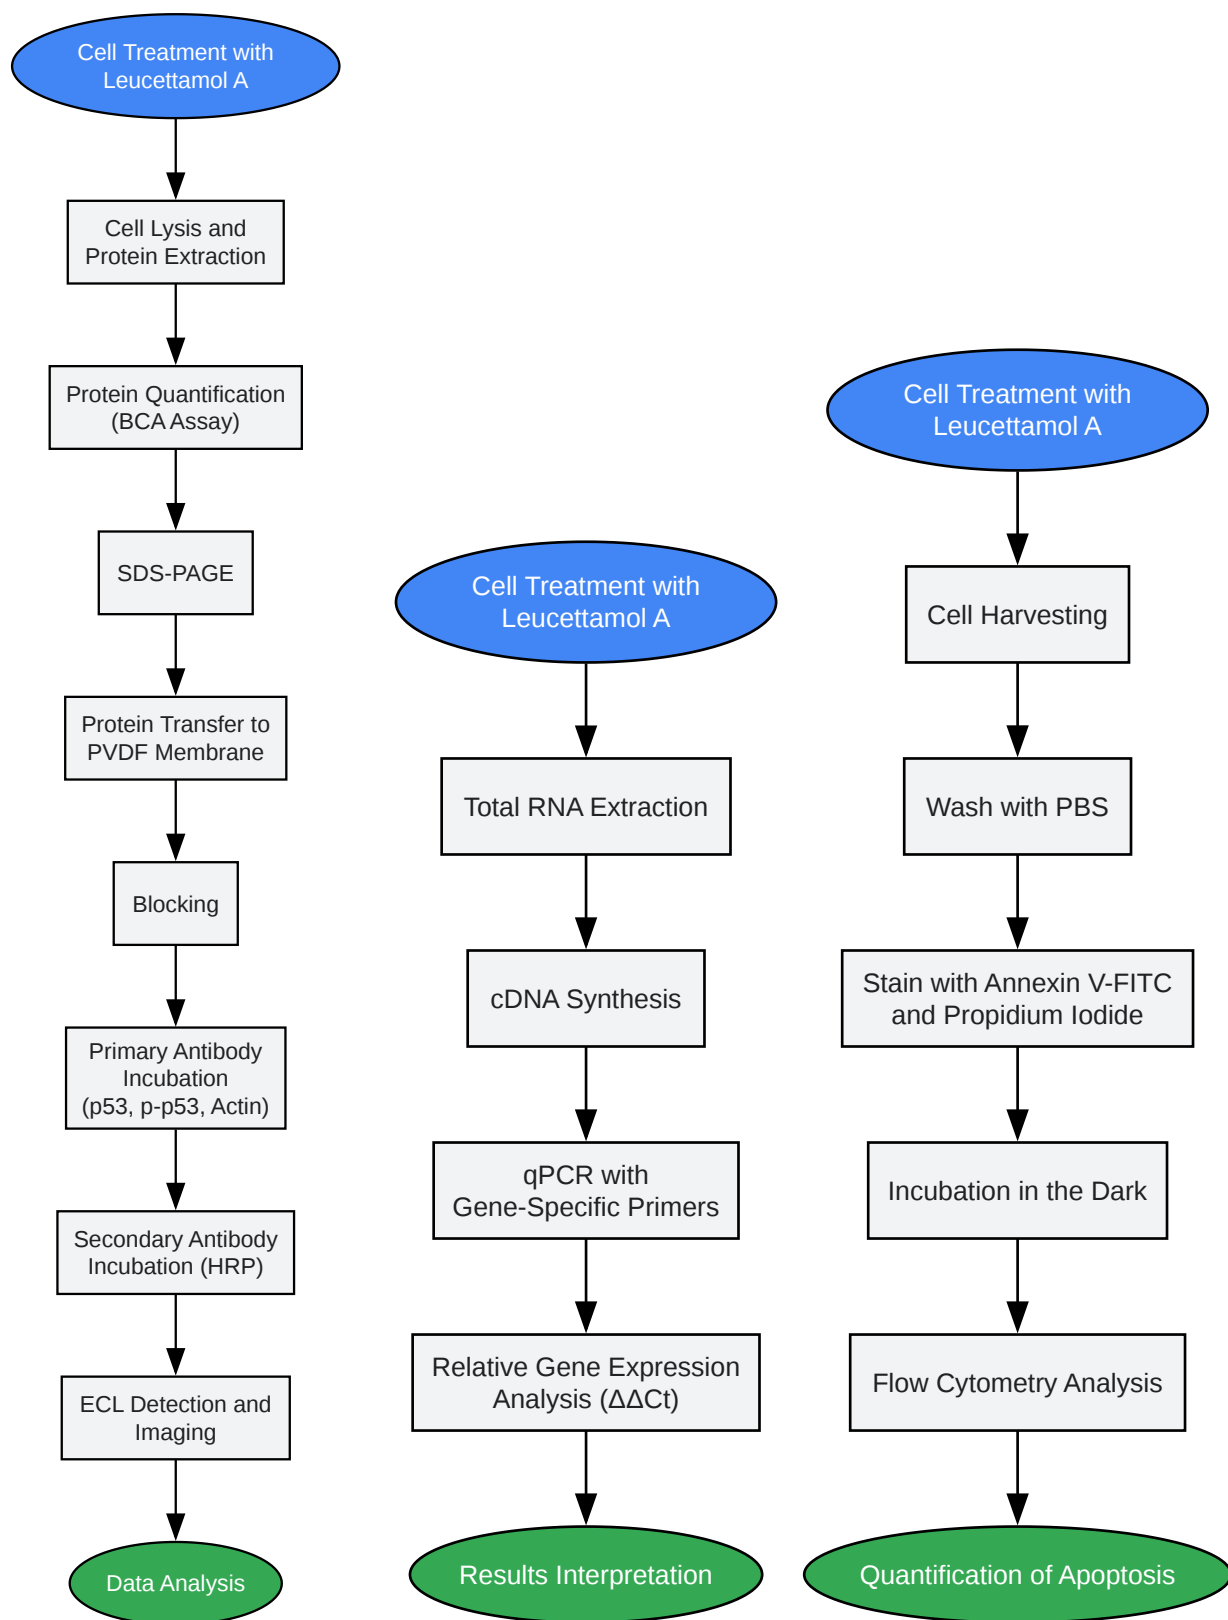 Cell Treatment with
Leucettamol A
Cell Lysis and
Protein Extraction
Protein Quantification
(BCA Assay)
SDS-PAGE
Protein Transfer to
PVDF Membrane
Blocking
Primary Antibody
Incubation
(p53, p-p53, Actin)
Secondary Antibody
Incubation (HRP)
ECL Detection and
Imaging
Data Analysis
Cell Treatment with
Leucettamol A
Total RNA Extraction
cDNA Synthesis
qPCR with
Gene-Specific Primers
Relative Gene Expression
Analysis (ΔΔCt)
Results Interpretation
Cell Treatment with
Leucettamol A
Cell Harvesting
Wash with PBS
Stain with Annexin V-FITC
and Propidium Iodide
Incubation in the Dark
Flow Cytometry Analysis
Quantification of Apoptosis